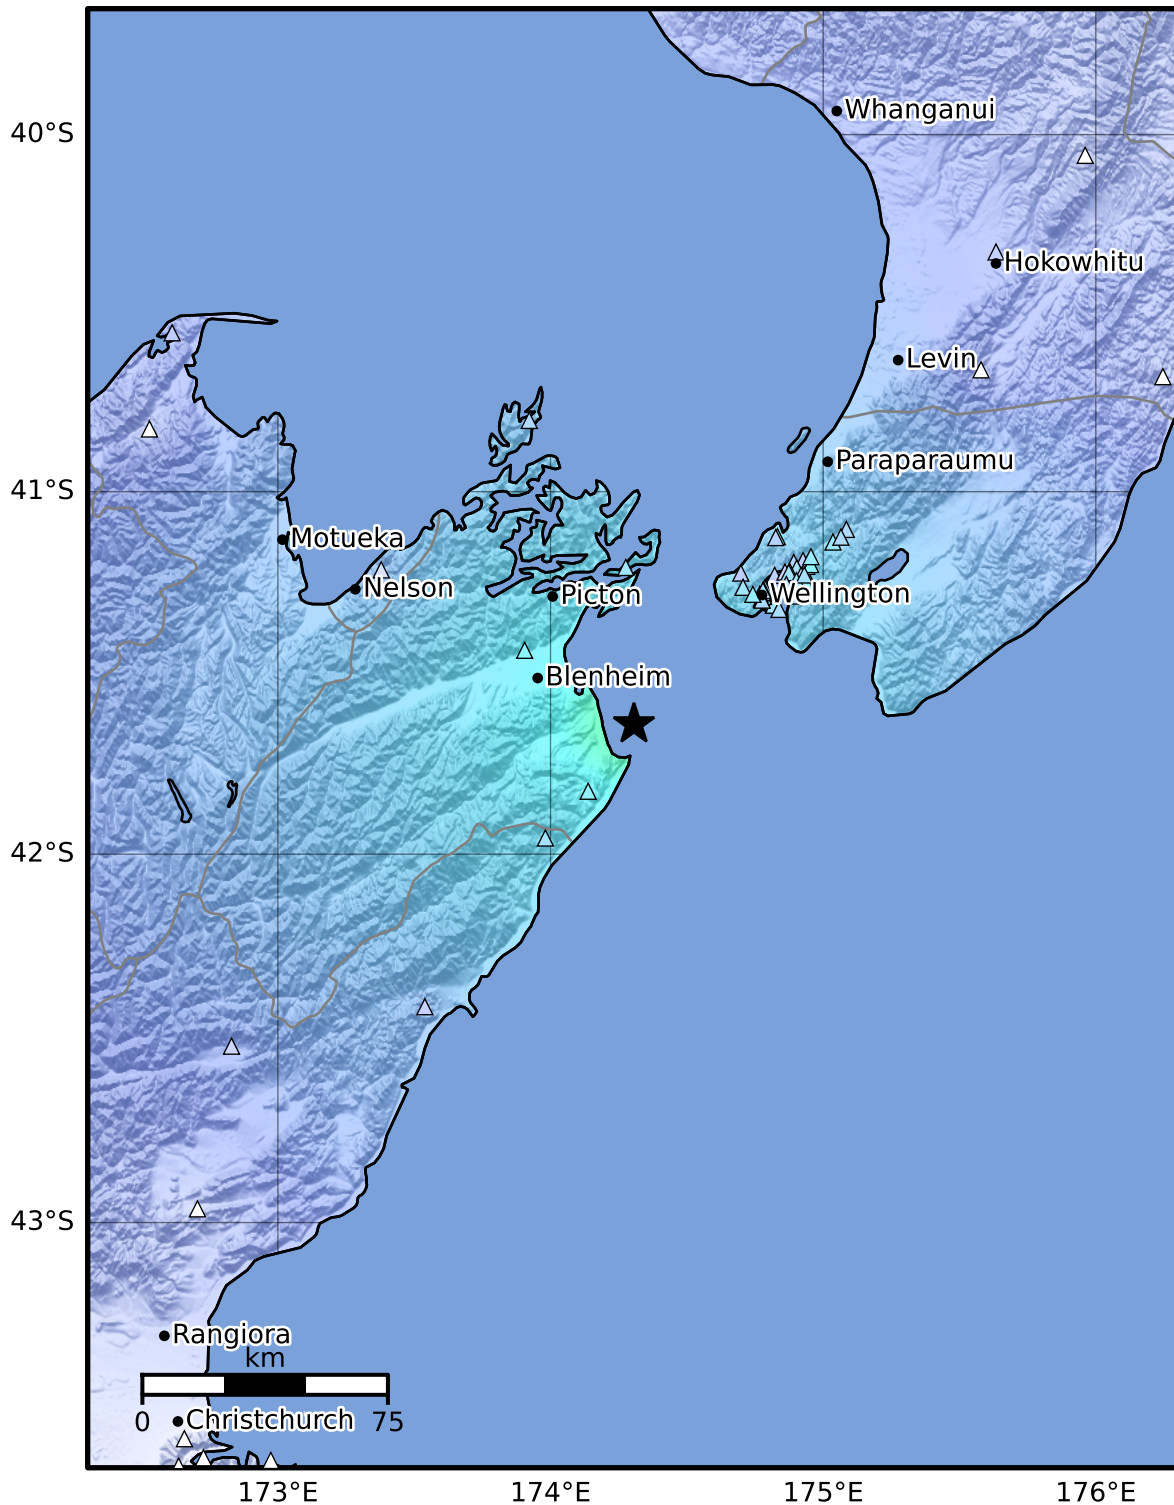 Whanganui
40°S
Hokowhitu
Levin
Paraparaumu
41°S
Motueka
Nelson
Picton
Wellington
Blenheim
42°S
43°S
Rangiora
km
0
75
Christchurch
173°E
174°E
175°E
176°E